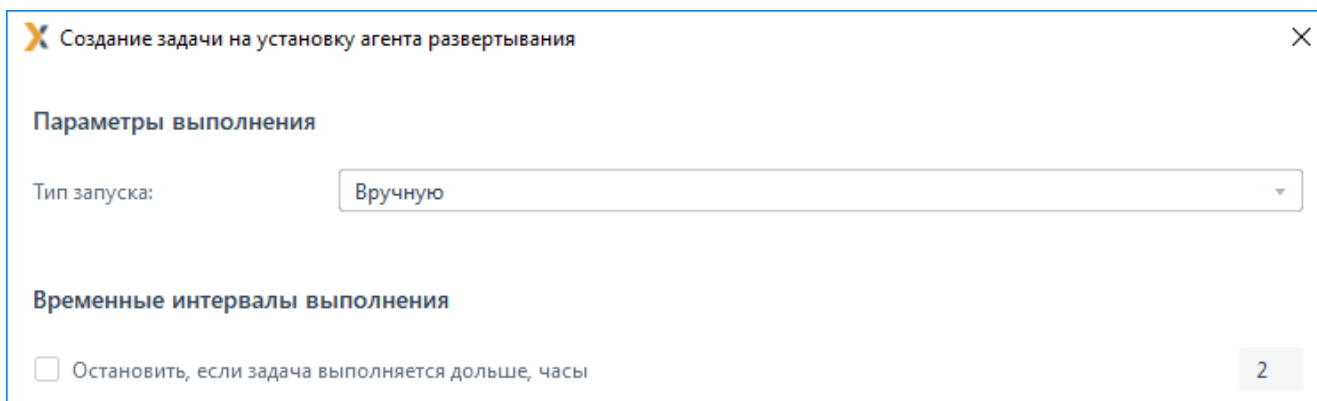 Создание задачи на установку агента развертывания
Параметры выполнения
Тип запуска: Вручную
Временные интервалы выполнения
Остановить, если задача выполняется дольше, часы 2